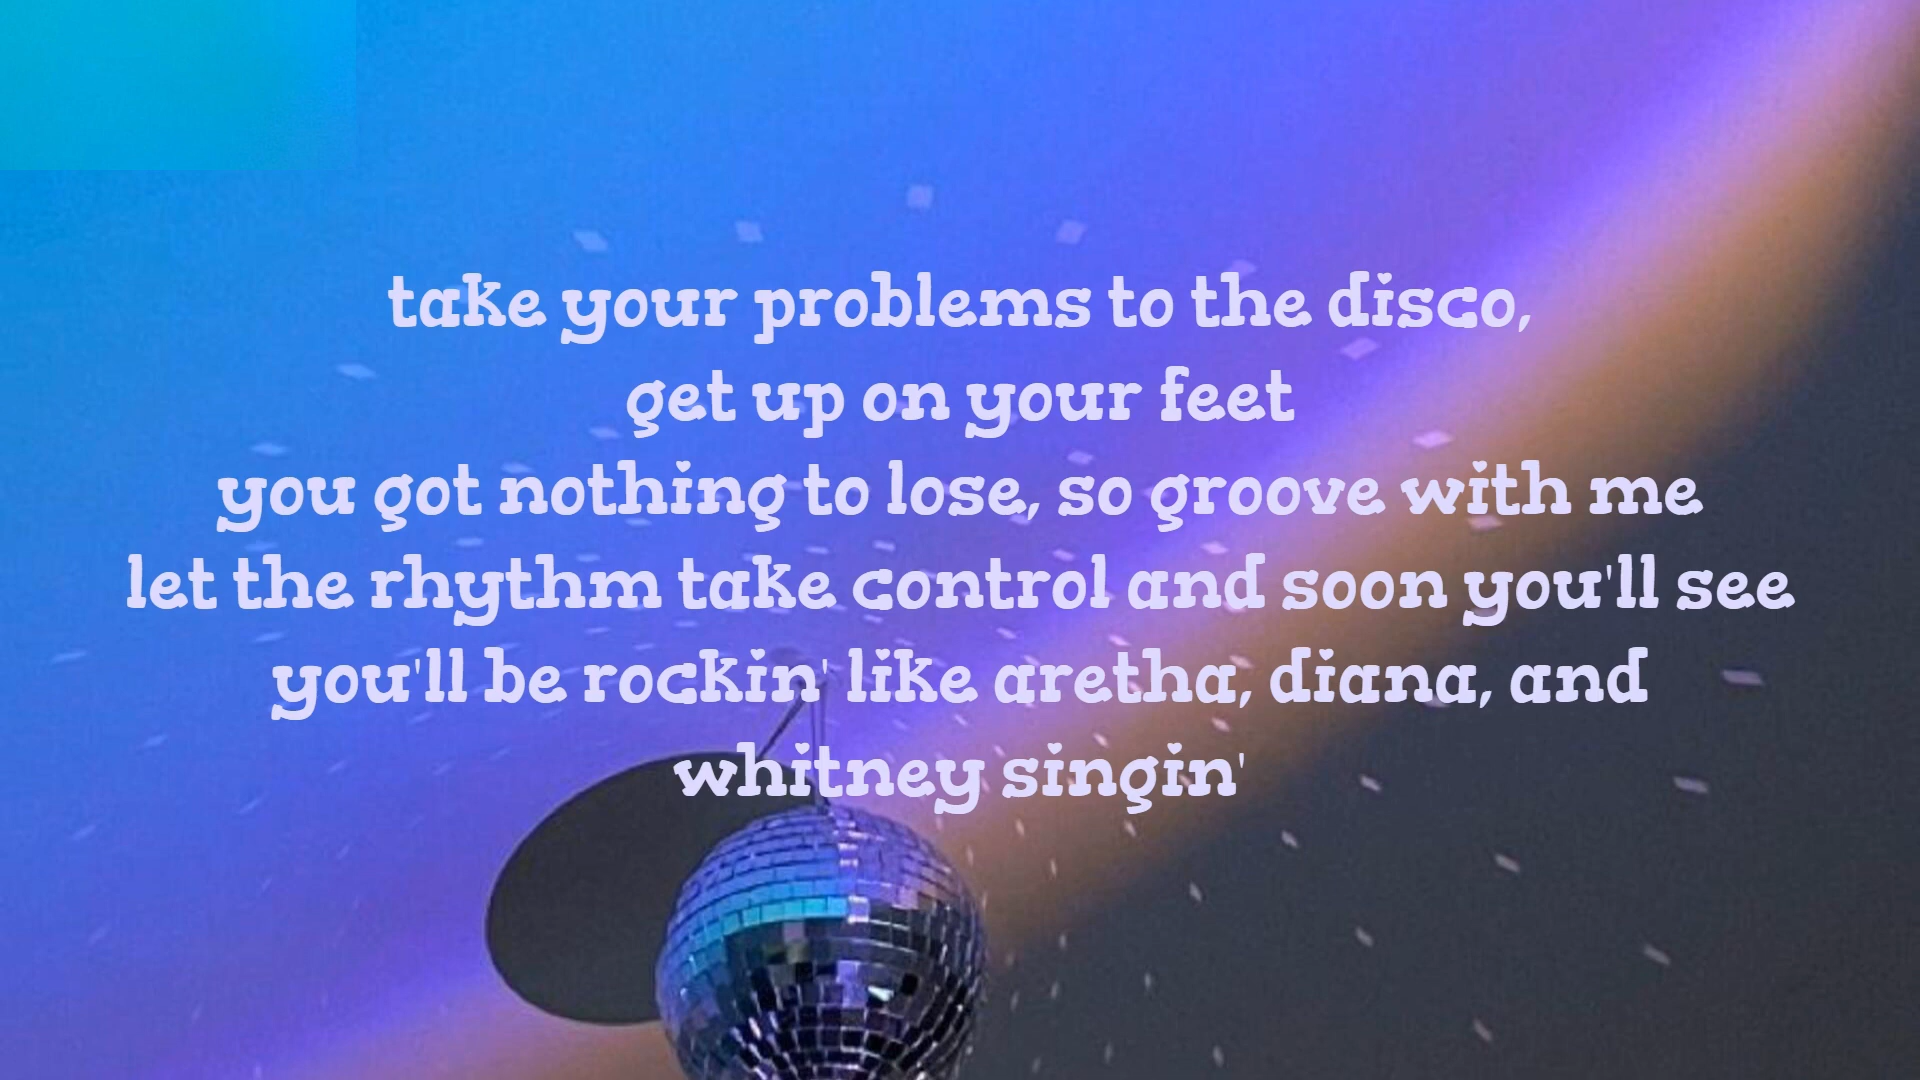 take your problems to the disco,
get up on your feet
you got nothing to lose, so groove with me
let the rhythm take control and soon you'll see
you'll be rockin' like aretha, diana, and
whitney singin'